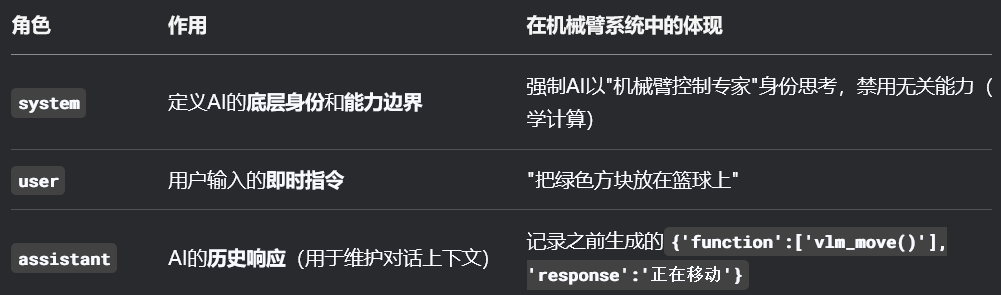 角色 作用 在机械臂系统中的体现
system 定义AI的底层身份和能力边界 强制AI以"机械臂控制专家"身份思考，禁用无关能力（
学计算）
user 用户输入的即时指令 "把绿色方块放在篮球上"
assistant AI的历史响应（用于维护对话上下文） 记录之前生成的 {'function':['vlm_move()'],
'response':'正在移动'}